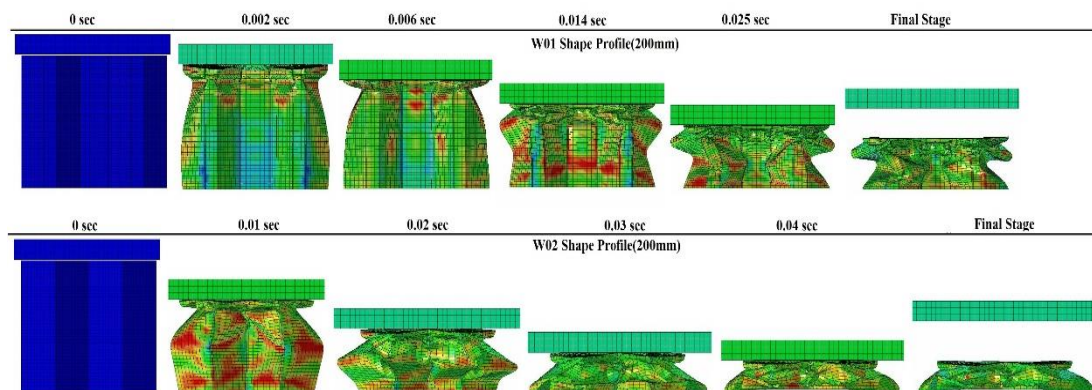 0 sec 0.002 sec 0.006 sec 0.014 sec 0.025 sec Final Stage
W01 Shape Profile(200mm)
0 sec 0.01 sec 0.02 sec 0.03 sec 0.04 sec Final Stage
W02 Shape Profile(200mm)